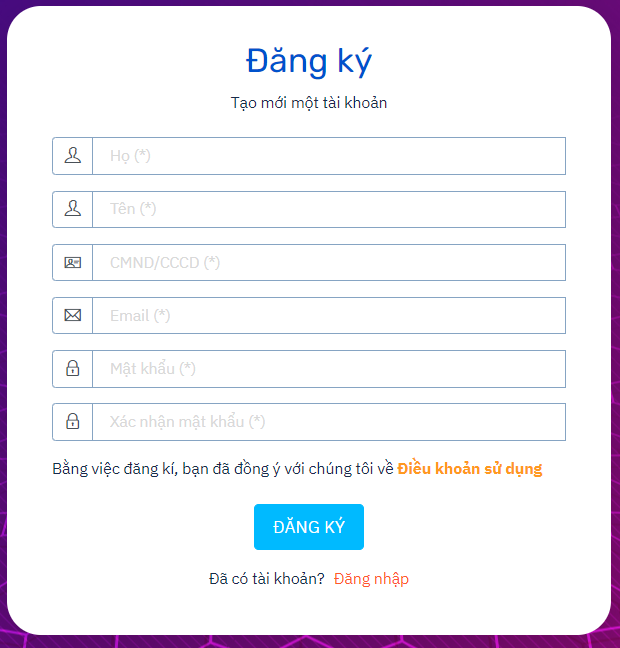 Đăng ký
Tạo mới một tài khoản
Họ (*)
Tên (*)
CMND/CCCD (*)
Email (*)
Mật khẩu (*)
Xác nhận mật khẩu (*)
Bằng việc đăng kí, bạn đã đồng ý với chúng tôi về Điều khoản sử dụng
ĐĂNG KÝ
Đã có tài khoản? Đăng nhập